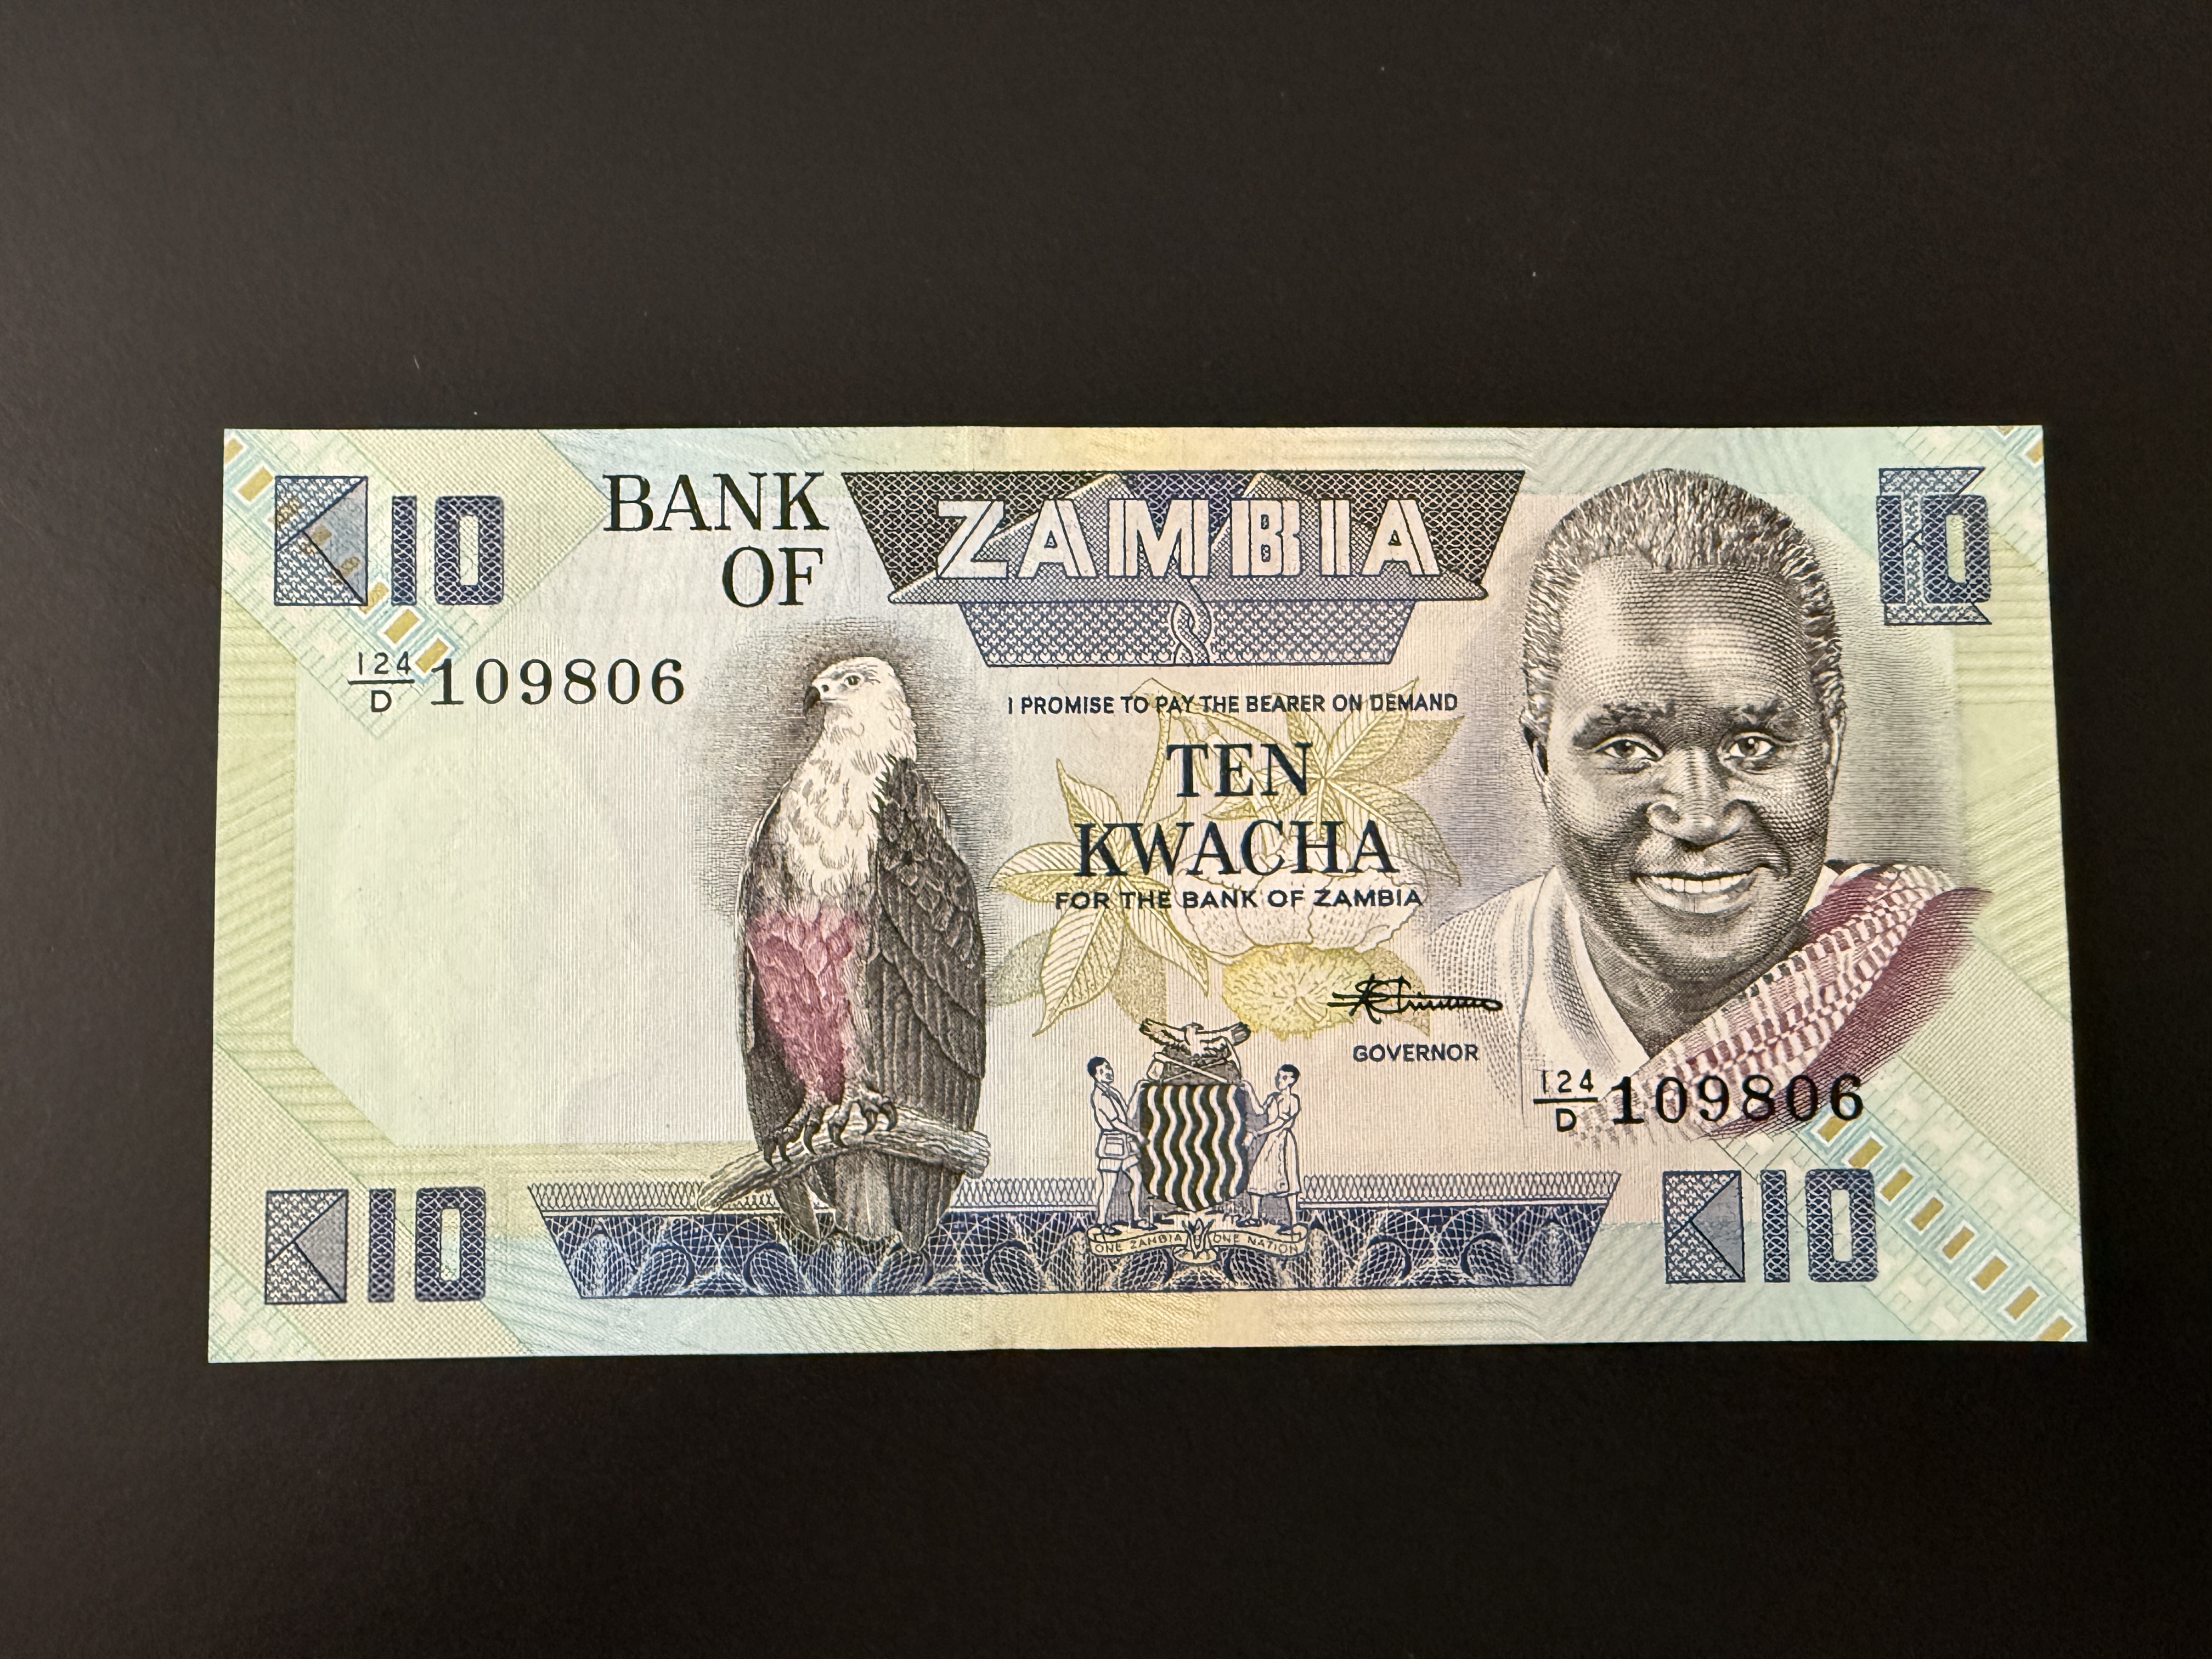 K10
BANK
OF
ZAMBIA
K10
124/D 109806
I PROMISE TO PAY THE BEARER ON DEMAND
TEN
KWACHA
FOR THE BANK OF ZAMBIA
GOVERNOR
124/D 109806
K10
ONE ZAMBIA ONE NATION
K10